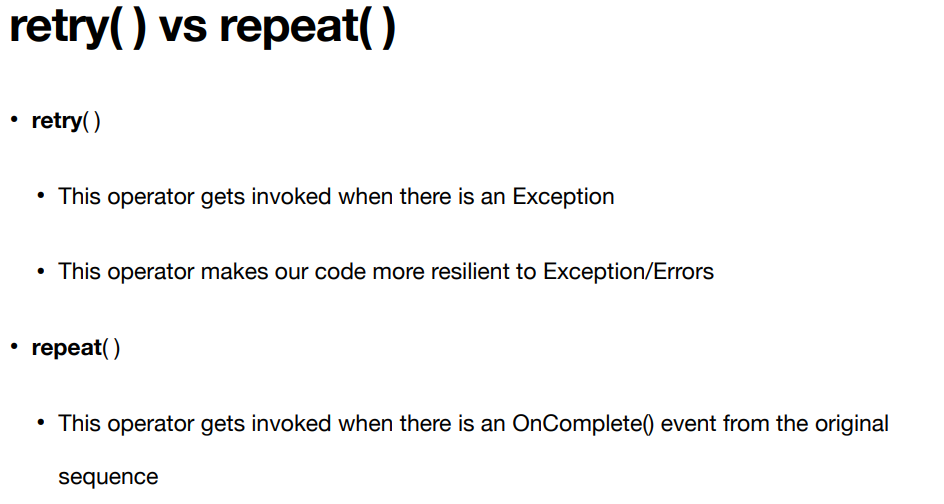 retry( ) vs repeat( )
• retry( )
• This operator gets invoked when there is an Exception
• This operator makes our code more resilient to Exception/Errors
• repeat( )
• This operator gets invoked when there is an OnComplete() event from the original
sequence